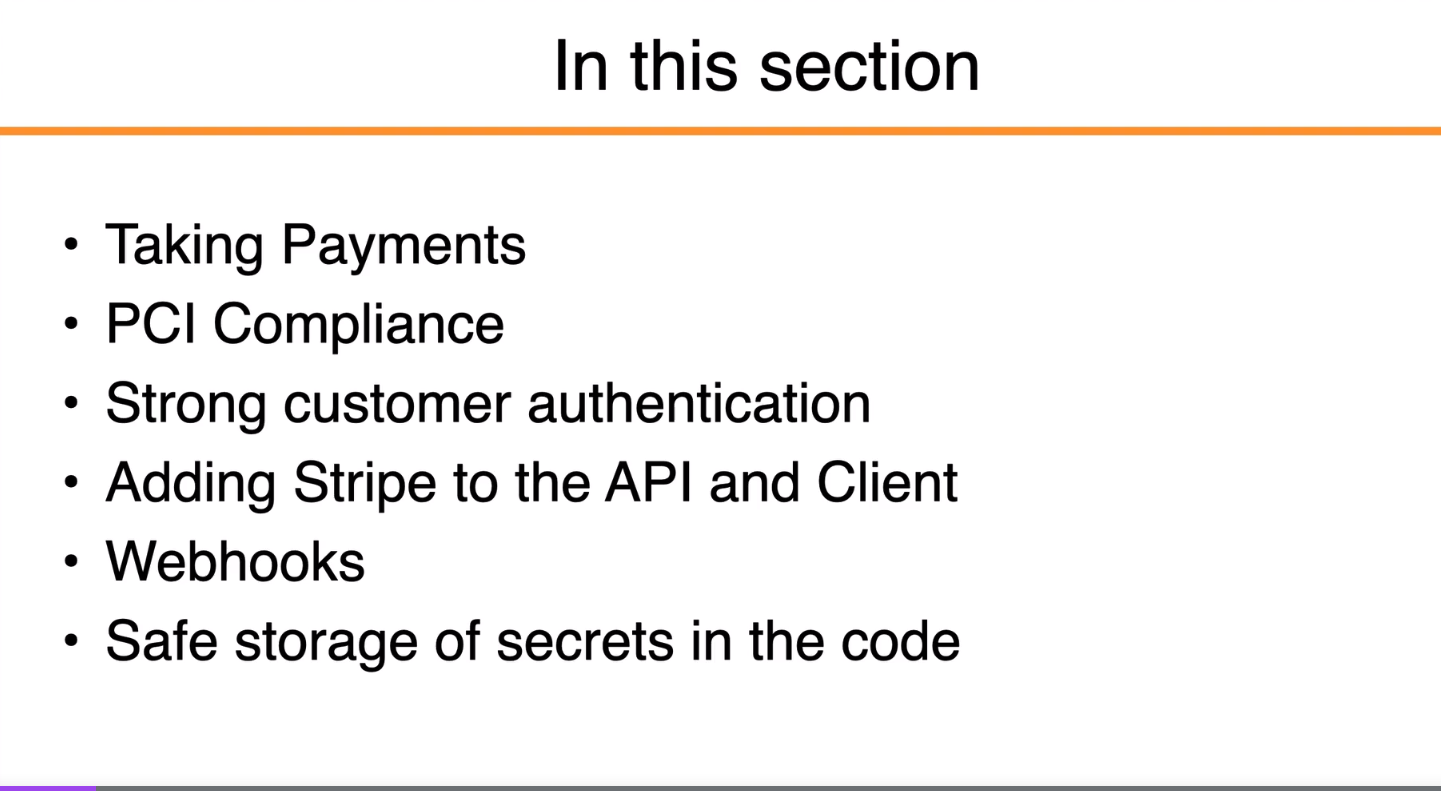 In this section
• Taking Payments
• PCI Compliance
• Strong customer authentication
• Adding Stripe to the API and Client
• Webhooks
• Safe storage of secrets in the code